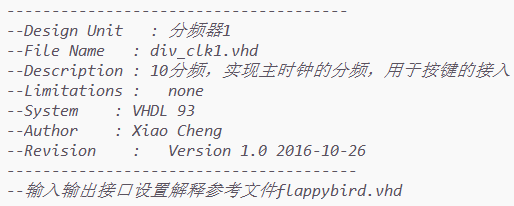 --------------------------------------
--Design Unit   : 分频器1
--File Name   : div_clk1.vhd
--Description : 10分频，实现主时钟的分频，用于按键的接入
--Limitations :   none
--System    : VHDL 93
--Author    : Xiao Cheng
--Revision    :   Version 1.0 2016-10-26
------------------------------------------
--输入输出接口设置解释参考文件flappybird.vhd